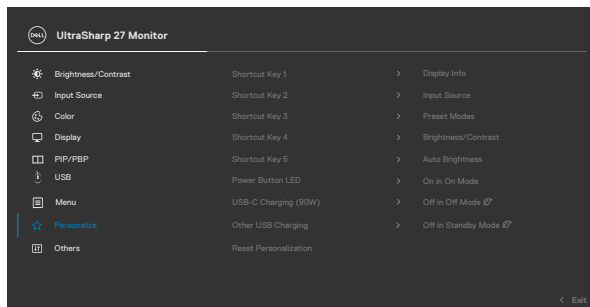 DELL UltraSharp 27 Monitor
Brightness/Contrast Shortcut Key 1 > Display Info
Input Source Shortcut Key 2 > Input Source
Color Shortcut Key 3 > Preset Modes
Display Shortcut Key 4 > Brightness/Contrast
PIP/PBP Shortcut Key 5 > Auto Brightness
USB Power Button LED > On in On Mode
Menu USB-C Charging (90W) > Off in Off Mode
Personalize Other USB Charging > Off in Standby Mode
Others Reset Personalization
< Exit